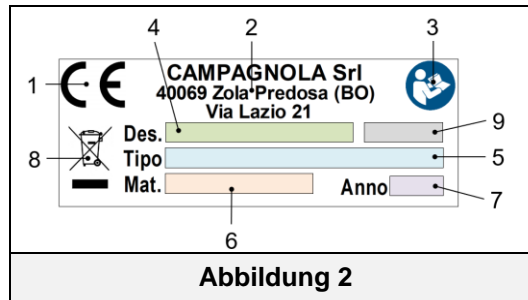 4 2 3
1 CE CAMPAGNOLA Srl
40069 Zola Predosa (BO)
Via Lazio 21
Des. 9
8 Tipo 5
Mat. Anno 7
6
Abbildung 2